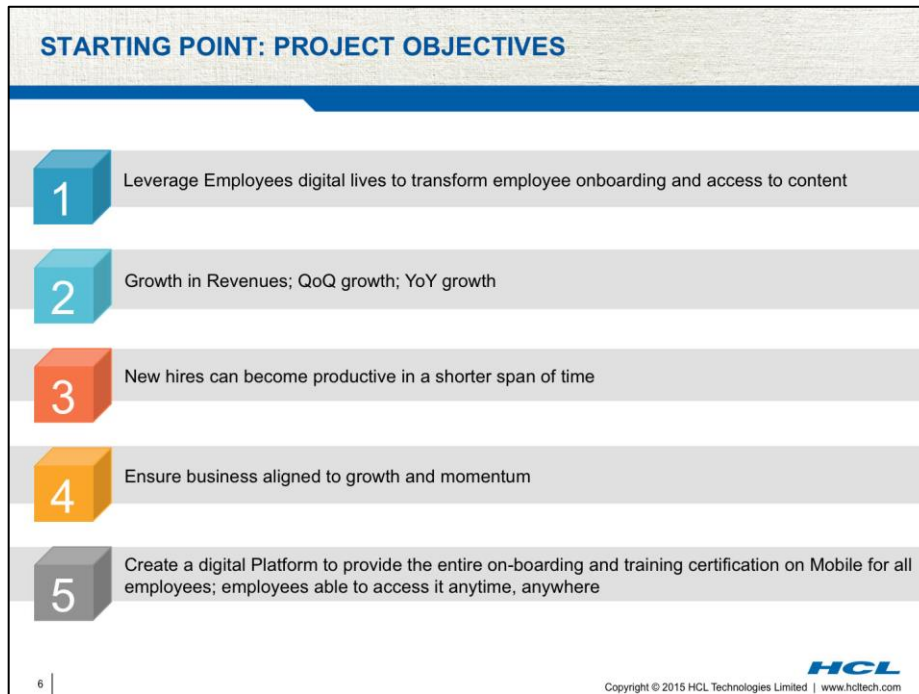 STARTING POINT: PROJECT OBJECTIVES
1
Leverage Employees digital lives to transform employee onboarding and access to content
2
Growth in Revenues; QoQ growth; YoY growth
3
New hires can become productive in a shorter span of time
4
Ensure business aligned to growth and momentum
5
Create a digital Platform to provide the entire on-boarding and training certification on Mobile for all
employees; employees able to access it anytime, anywhere
HCL
6
Copyright © 2015 HCL Technologies Limited | www.hcltech.com